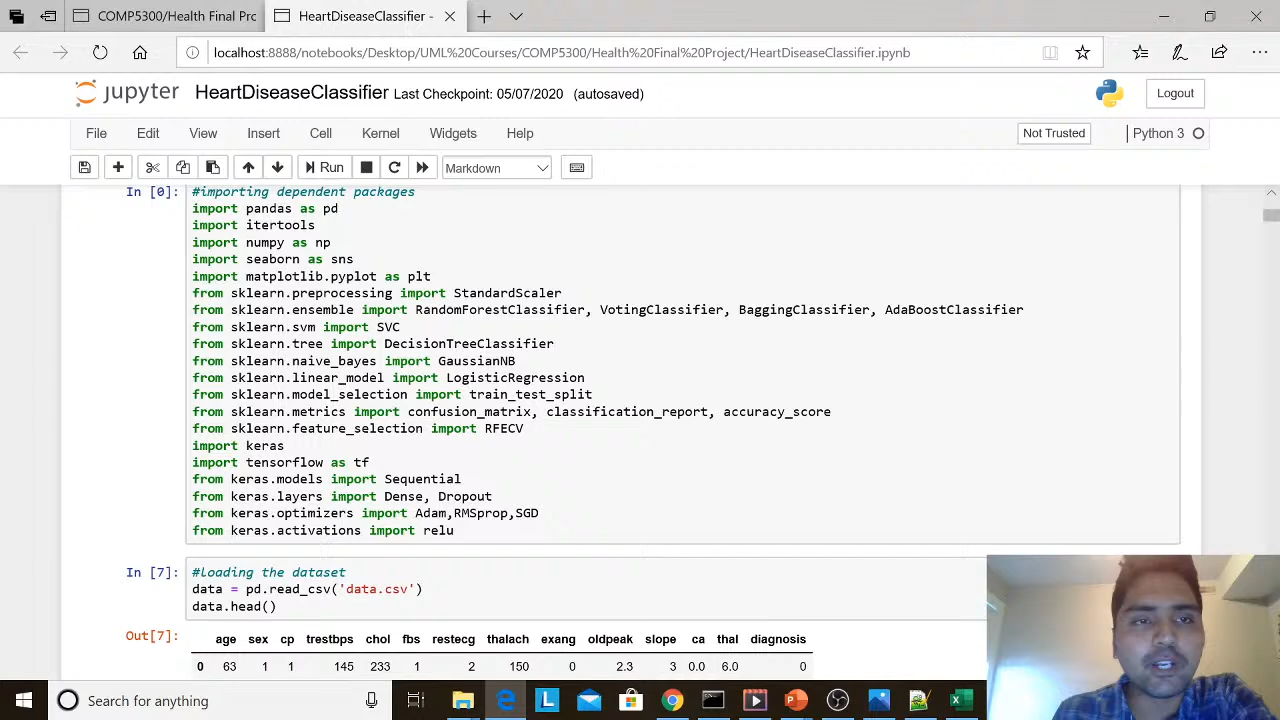 COMP5300/Health Final Pro
HeartDiseaseClassifier -
localhost:8888/notebooks/Desktop/UML%20Courses/COMP5300/Health%20Final%20Project/HeartDiseaseClassifier.ipynb
jupyter HeartDiseaseClassifier Last Checkpoint: 05/07/2020 (autosaved)
Logout
File Edit View Insert Cell Kernel Widgets Help
Not Trusted
Python 3
Run
Markdown
In [0]: #importing dependent packages
import pandas as pd
import itertools
import numpy as np
import seaborn as sns
import matplotlib.pyplot as plt
from sklearn.preprocessing import StandardScaler
from sklearn.ensemble import RandomForestClassifier, VotingClassifier, BaggingClassifier, AdaBoostClassifier
from sklearn.svm import SVC
from sklearn.tree import DecisionTreeClassifier
from sklearn.naive_bayes import GaussianNB
from sklearn.linear_model import LogisticRegression
from sklearn.model_selection import train_test_split
from sklearn.metrics import confusion_matrix, classification_report, accuracy_score
from sklearn.feature_selection import RFECV
import keras
import tensorflow as tf
from keras.models import Sequential
from keras.layers import Dense, Dropout
from keras.optimizers import Adam,RMSprop,SGD
from keras.activations import relu
In [7]: #loading the dataset
data = pd.read_csv('data.csv')
data.head()
Out[7]:
age sex cp trestbps chol fbs restecg thalach exang oldpeak slope ca thal diagnosis
0 63 1 1 145 233 1 2 150 0 2.3 3 0.0 6.0 0
Search for anything